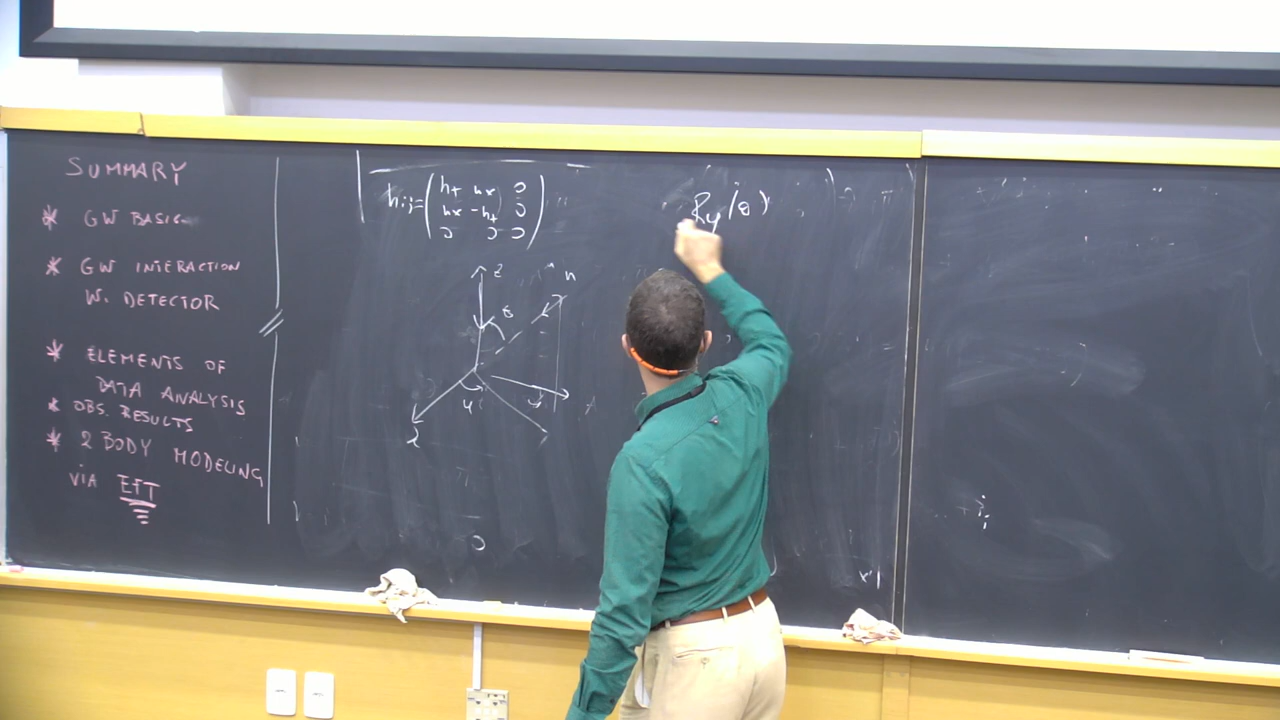 SUMMARY
* GW BASIC
* GW INTERACTION
W. DETECTOR
* ELEMENTS OF
DATA ANALYSIS
* OBS. RESULTS
* 2 BODY MODELING
VIA EFT
hij = ( h+ hx 0
hx -h+ 0
0 0 0 )
z
n
θ
φ
x
Ry(θ)